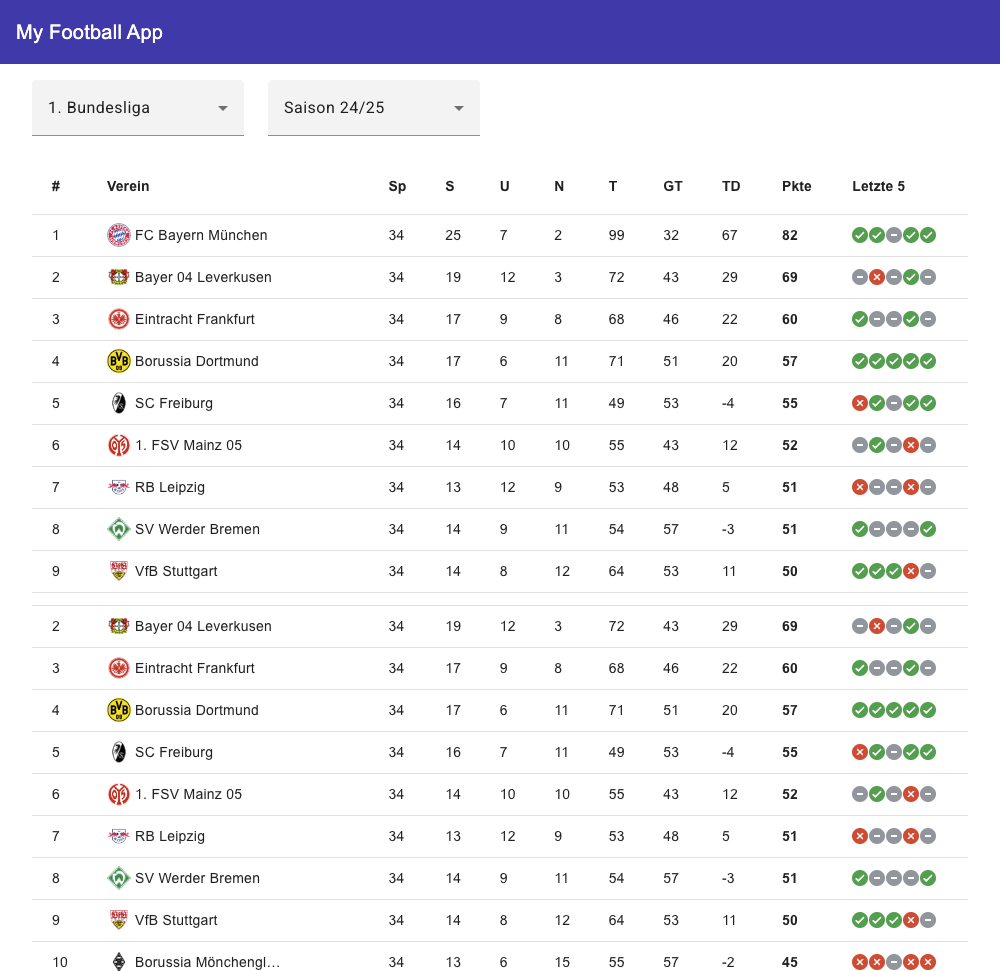 My Football App
1. Bundesliga Saison 24/25
# Verein Sp S U N T GT TD Pkte Letzte 5
1 FC Bayern München 34 25 7 2 99 32 67 82
2 Bayer 04 Leverkusen 34 19 12 3 72 43 29 69
3 Eintracht Frankfurt 34 17 9 8 68 46 22 60
4 BVB 09 Borussia Dortmund 34 17 6 11 71 51 20 57
5 SC Freiburg 34 16 7 11 49 53 -4 55
6 1. FSV Mainz 05 34 14 10 10 55 43 12 52
7 RB Leipzig 34 13 12 9 53 48 5 51
8 SV Werder Bremen 34 14 9 11 54 57 -3 51
9 VfB Stuttgart 34 14 8 12 64 53 11 50
2 Bayer 04 Leverkusen 34 19 12 3 72 43 29 69
3 Eintracht Frankfurt 34 17 9 8 68 46 22 60
4 BVB 09 Borussia Dortmund 34 17 6 11 71 51 20 57
5 SC Freiburg 34 16 7 11 49 53 -4 55
6 1. FSV Mainz 05 34 14 10 10 55 43 12 52
7 RB Leipzig 34 13 12 9 53 48 5 51
8 SV Werder Bremen 34 14 9 11 54 57 -3 51
9 VfB Stuttgart 34 14 8 12 64 53 11 50
10 Borussia Mönchengl… 34 13 6 15 55 57 -2 45